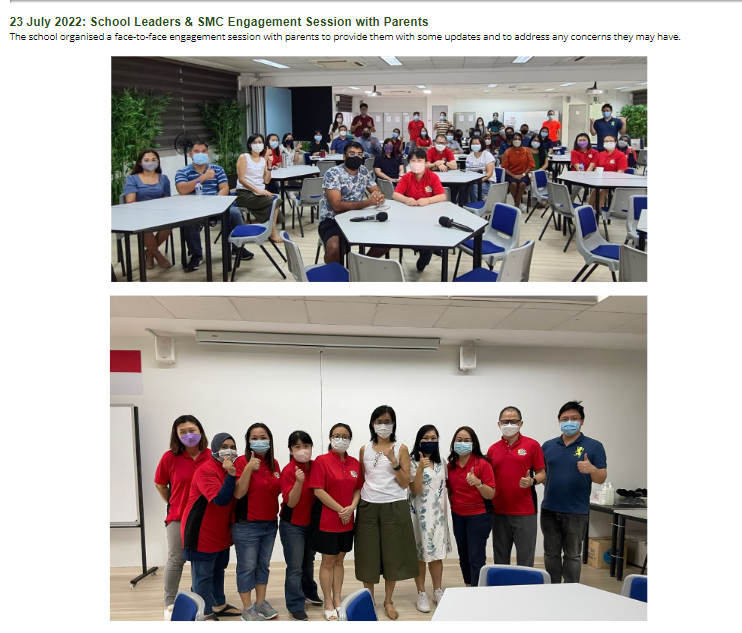 23 July 2022: School Leaders & SMC Engagement Session with Parents
The school organised a face-to-face engagement session with parents to provide them with some updates and to address any concerns they may have.